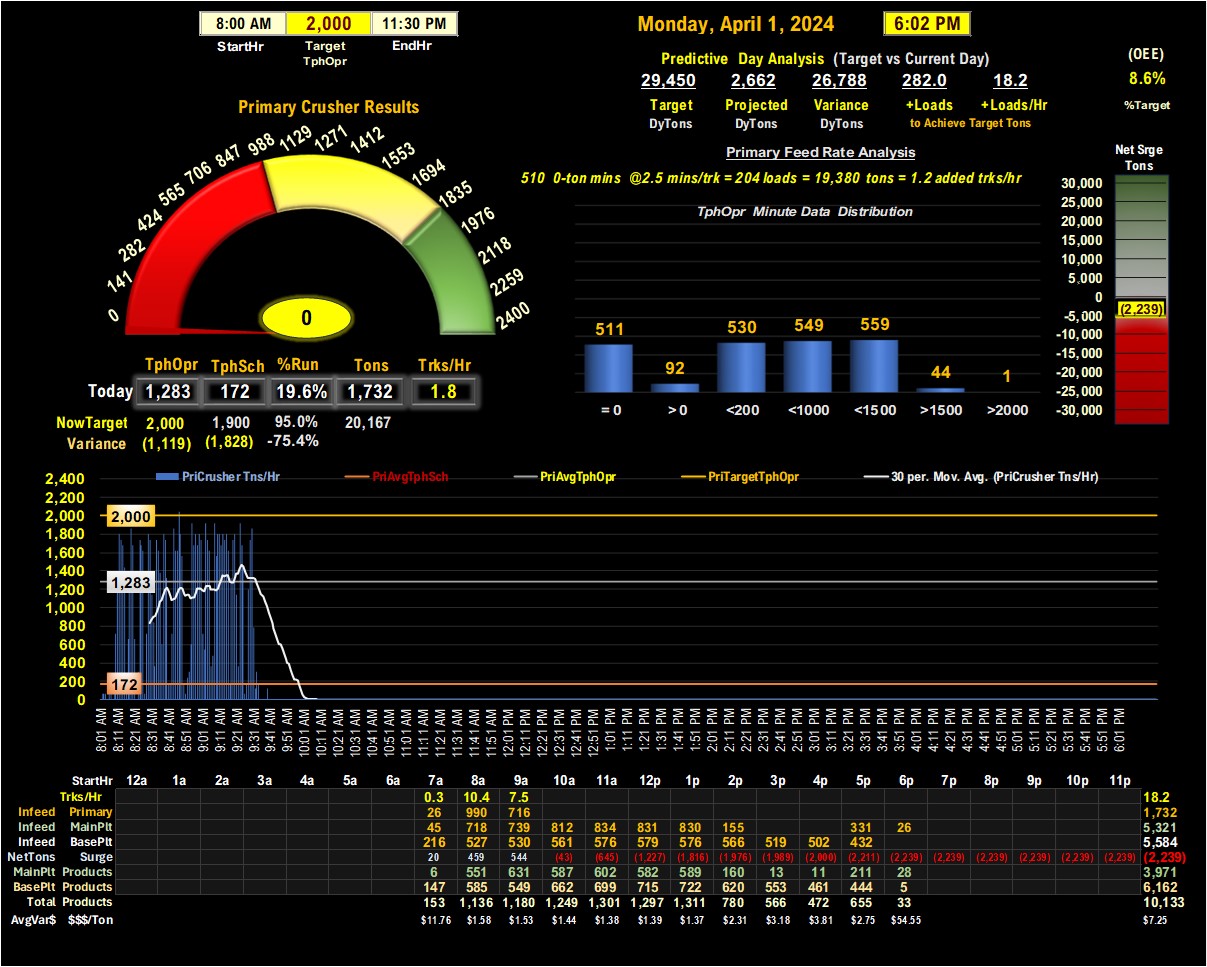 8:00 AM 2,000 11:30 PM
StartHr Target EndHr
TphOpr
Monday, April 1, 2024 6:02 PM
Predictive Day Analysis (Target vs Current Day)
29,450 2,662 26,788 282.0 18.2
Target Projected Variance +Loads +Loads/Hr
DyTons DyTons DyTons to Achieve Target Tons
(OEE)
8.6%
%Target
Primary Crusher Results
0 141 282 424 565 706 847 988 1129 1271 1412 1553 1694 1835 1976 2118 2259 2400
0
TphOpr TphSch %Run Tons Trks/Hr
Today 1,283 172 19.6% 1,732 1.8
NowTarget 2,000 1,900 95.0% 20,167
Variance (1,119) (1,828) -75.4%
Primary Feed Rate Analysis
510 0-ton mins @2.5 mins/trk = 204 loads = 19,380 tons = 1.2 added trks/hr
TphOpr Minute Data Distribution
511 92 530 549 559 44 1
= 0 > 0 <200 <1000 <1500 >1500 >2000
Net Srge
Tons
30,000
25,000
20,000
15,000
10,000
5,000
0
(2,239)
-5,000
-10,000
-15,000
-20,000
-25,000
-30,000
PriCrusher Tns/Hr PriAvgTphSch PriAvgTphOpr PriTargetTphOpr 30 per. Mov. Avg. (PriCrusher Tns/Hr)
2,400
2,200
2,000 2,000
1,800
1,600
1,400
1,283
1,200
1,000
800
600
400
200 172
0
8:01 AM 8:11 AM 8:21 AM 8:31 AM 8:41 AM 8:51 AM 9:01 AM 9:11 AM 9:21 AM 9:31 AM 9:41 AM 9:51 AM 10:01 AM 10:11 AM 10:21 AM 10:31 AM 10:41 AM 10:51 AM 11:01 AM 11:11 AM 11:21 AM 11:31 AM 11:41 AM 11:51 AM 12:01 PM 12:11 PM 12:21 PM 12:31 PM 12:41 PM 12:51 PM 1:01 PM 1:11 PM 1:21 PM 1:31 PM 1:41 PM 1:51 PM 2:01 PM 2:11 PM 2:21 PM 2:31 PM 2:41 PM 2:51 PM 3:01 PM 3:11 PM 3:21 PM 3:31 PM 3:41 PM 3:51 PM 4:01 PM 4:11 PM 4:21 PM 4:31 PM 4:41 PM 4:51 PM 5:01 PM 5:11 PM 5:21 PM 5:31 PM 5:41 PM 5:51 PM 6:01 PM
StartHr 12a 1a 2a 3a 4a 5a 6a 7a 8a 9a 10a 11a 12p 1p 2p 3p 4p 5p 6p 7p 8p 9p 10p 11p
Trks/Hr 0.3 10.4 7.5 18.2
Infeed Primary 26 990 716 1,732
Infeed MainPlt 45 718 739 812 834 831 830 155 331 26 5,321
Infeed BasePlt 216 527 530 561 576 579 576 566 519 502 432 5,584
NetTons Surge 20 459 544 (43) (645) (1,227) (1,816) (1,976) (1,989) (2,000) (2,211) (2,239) (2,239) (2,239) (2,239) (2,239) (2,239) (2,239)
MainPlt Products 6 551 631 587 602 582 589 160 13 11 211 28 3,971
BasePlt Products 147 585 549 662 699 715 722 620 553 461 444 5 6,162
Total Products 153 1,136 1,180 1,249 1,301 1,297 1,311 780 566 472 655 33 10,133
AvgVar$ $$$/Ton $11.76 $1.58 $1.53 $1.44 $1.38 $1.39 $1.37 $2.31 $3.18 $3.81 $2.75 $54.55 $7.25